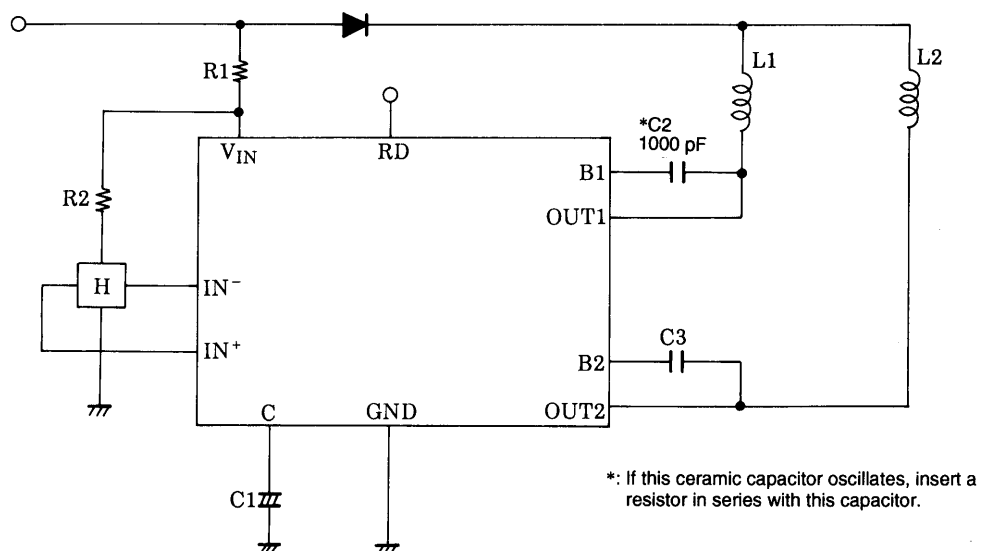 L1
L2
R1
*C2
1000 pF
V_IN
RD
B1
R2
OUT1
H
IN⁻
IN⁺
C3
B2
C
GND
OUT2
C1
*: If this ceramic capacitor oscillates, insert a
resistor in series with this capacitor.